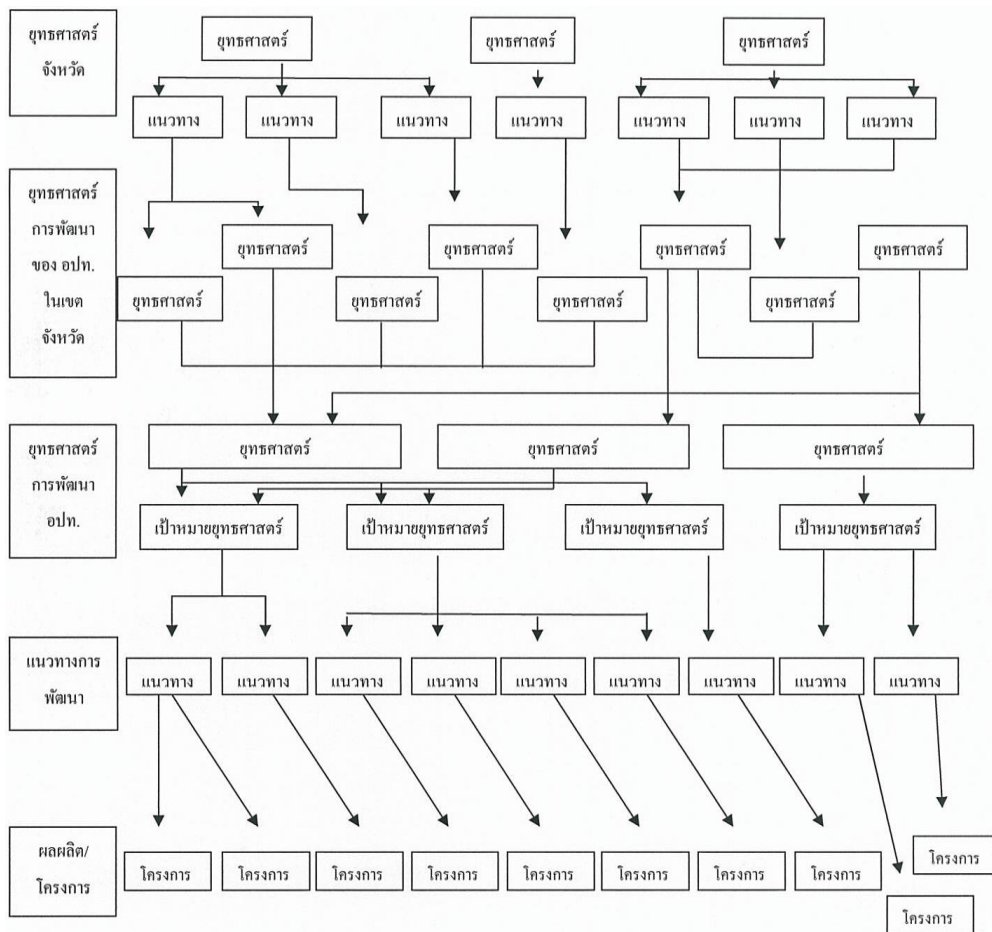 ยุทธศาสตร์
จังหวัด
ยุทธศาสตร์
ยุทธศาสตร์
ยุทธศาสตร์
แนวทาง
แนวทาง
แนวทาง
แนวทาง
แนวทาง
แนวทาง
แนวทาง
ยุทธศาสตร์
การพัฒนา
ของ อปท.
ในเขต
จังหวัด
ยุทธศาสตร์
ยุทธศาสตร์
ยุทธศาสตร์
ยุทธศาสตร์
ยุทธศาสตร์
ยุทธศาสตร์
ยุทธศาสตร์
ยุทธศาสตร์
ยุทธศาสตร์
การพัฒนา
อปท.
ยุทธศาสตร์
ยุทธศาสตร์
ยุทธศาสตร์
เป้าหมายยุทธศาสตร์
เป้าหมายยุทธศาสตร์
เป้าหมายยุทธศาสตร์
เป้าหมายยุทธศาสตร์
แนวทางการ
พัฒนา
แนวทาง
แนวทาง
แนวทาง
แนวทาง
แนวทาง
แนวทาง
แนวทาง
แนวทาง
แนวทาง
ผลผลิต/
โครงการ
โครงการ
โครงการ
โครงการ
โครงการ
โครงการ
โครงการ
โครงการ
โครงการ
โครงการ
โครงการ